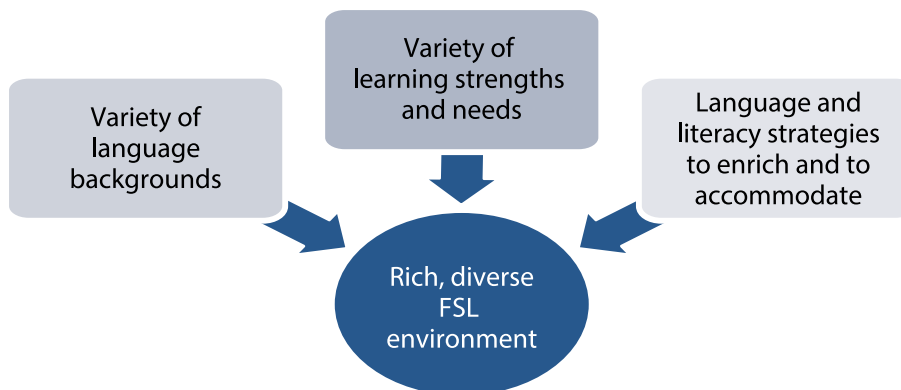 Variety of
language
backgrounds
Variety of
learning strengths
and needs
Language and
literacy strategies
to enrich and to
accommodate
Rich, diverse
FSL
environment